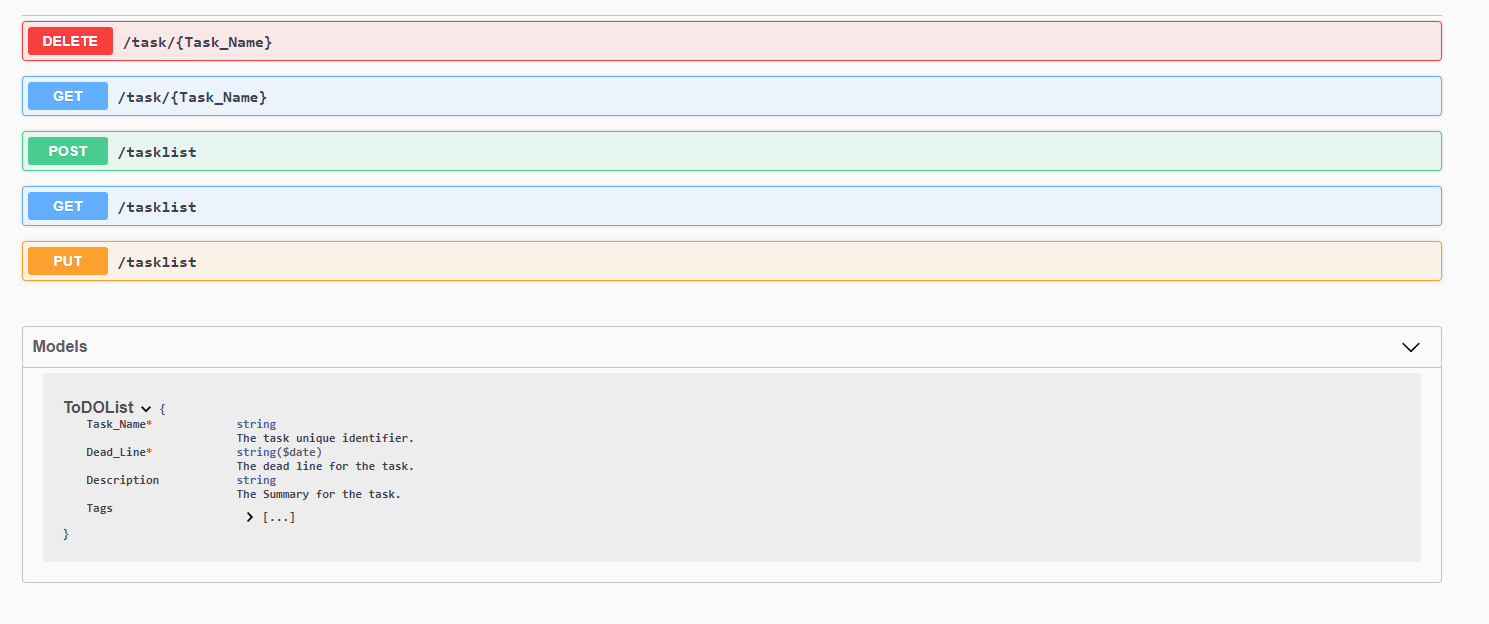 DELETE /task/{Task_Name}
GET /task/{Task_Name}
POST /tasklist
GET /tasklist
PUT /tasklist
Models
ToDOList {
Task_Name* string
The task unique identifier.
Dead_Line* string($date)
The dead line for the task.
Description string
The Summary for the task.
Tags
[...]
}